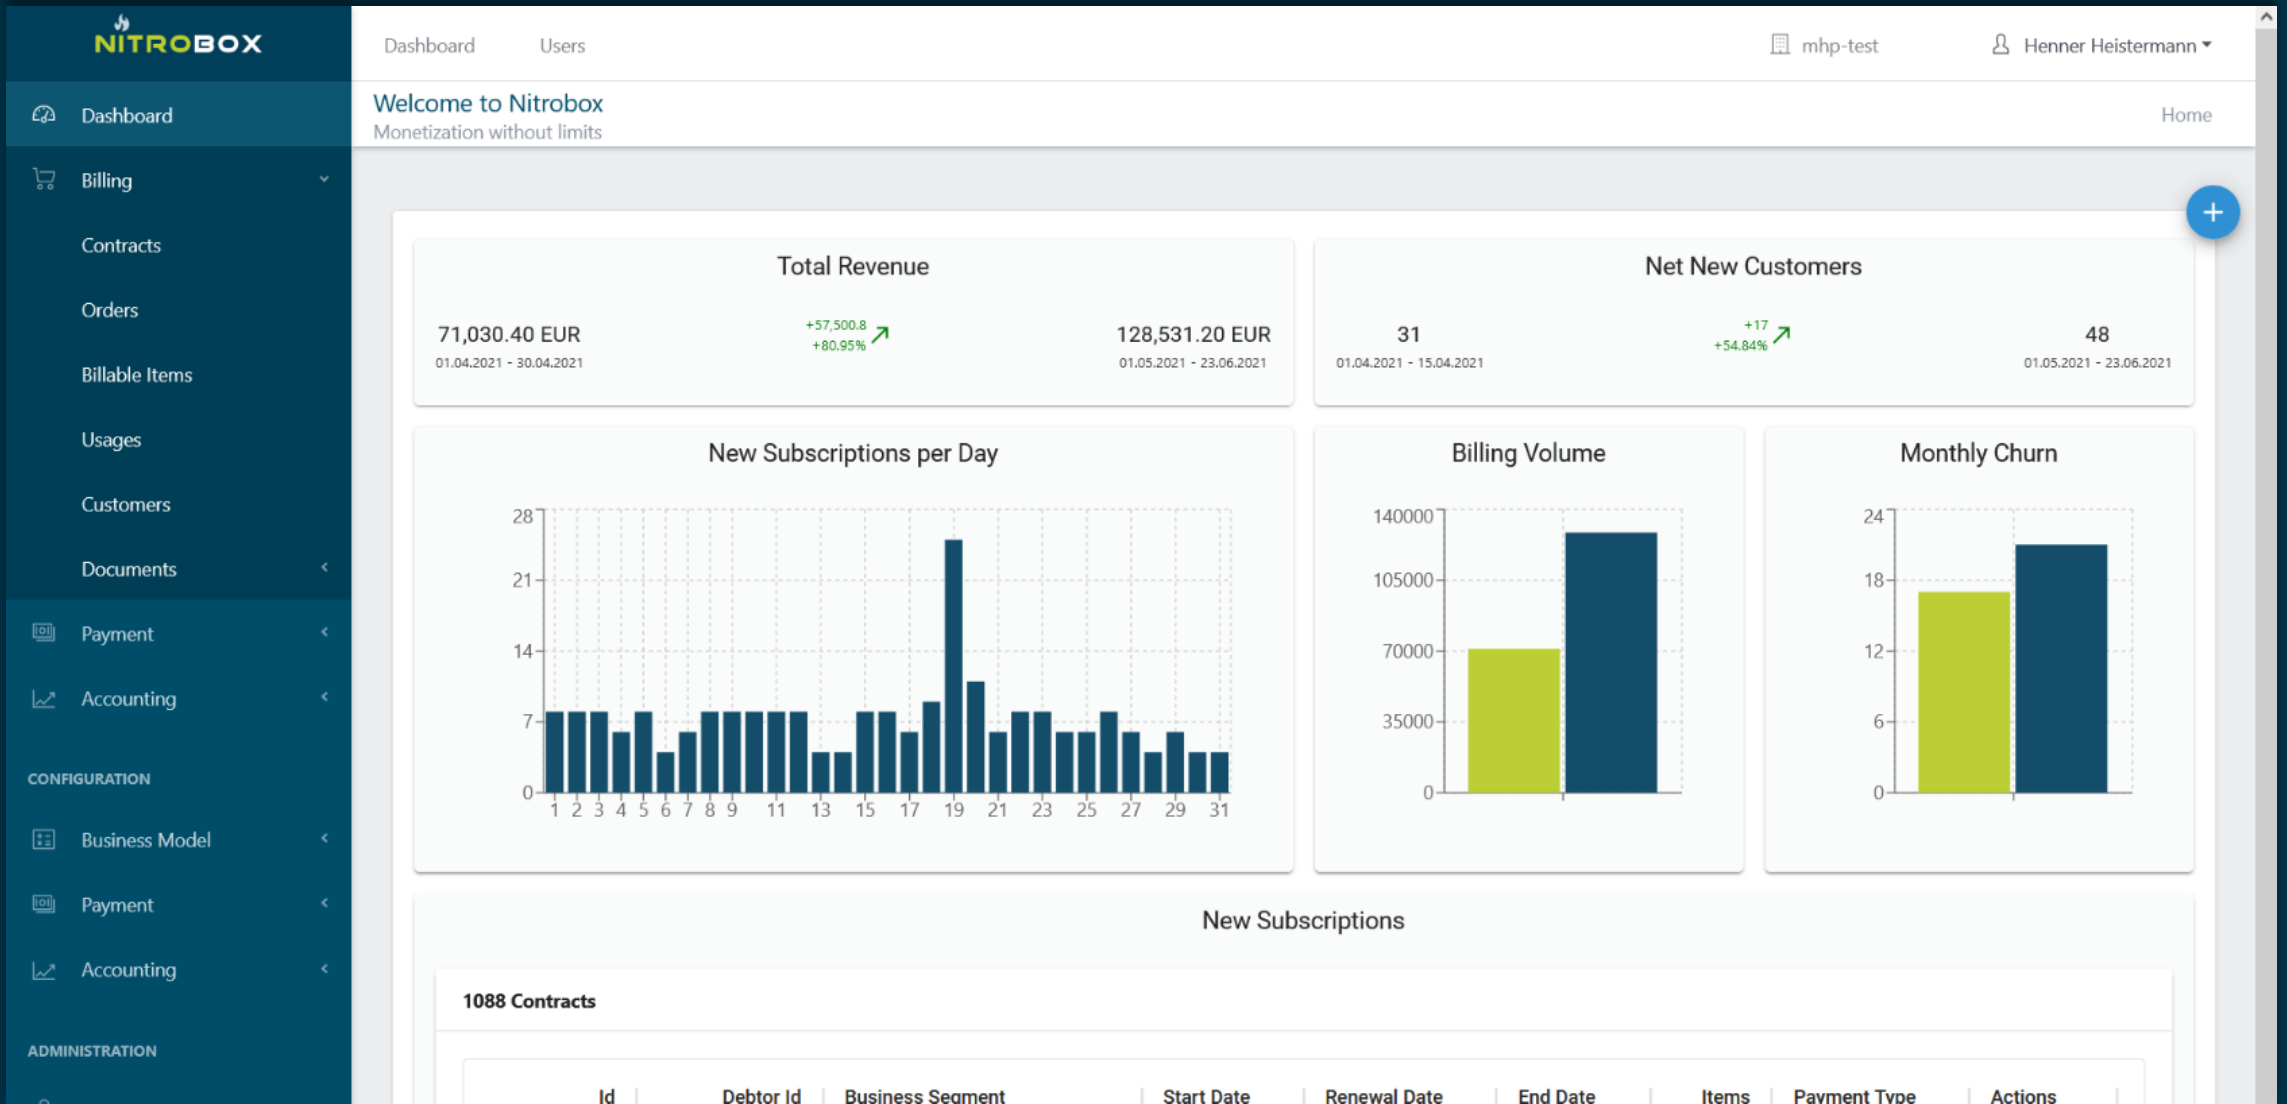 NITROBOX
Dashboard
Users
mhp-test
Henner Heistermann
Welcome to Nitrobox
Monetization without limits
Home
Dashboard
Billing
Contracts
Orders
Billable Items
Usages
Customers
Documents
Payment
Accounting
CONFIGURATION
Business Model
Payment
Accounting
ADMINISTRATION
+
Total Revenue
71,030.40 EUR
01.04.2021 - 30.04.2021
+57,500.8
+80.95%
128,531.20 EUR
01.05.2021 - 23.06.2021
Net New Customers
31
01.04.2021 - 15.04.2021
+17
+54.84%
48
01.05.2021 - 23.06.2021
New Subscriptions per Day
28
21
14
7
0
1 2 3 4 5 6 7 8 9 11 13 15 17 19 21 23 25 27 29 31
Billing Volume
140000
105000
70000
35000
0
Monthly Churn
24
18
12
6
0
New Subscriptions
1088 Contracts
Id Debtor Id Business Segment Start Date Renewal Date End Date Items Payment Type Actions